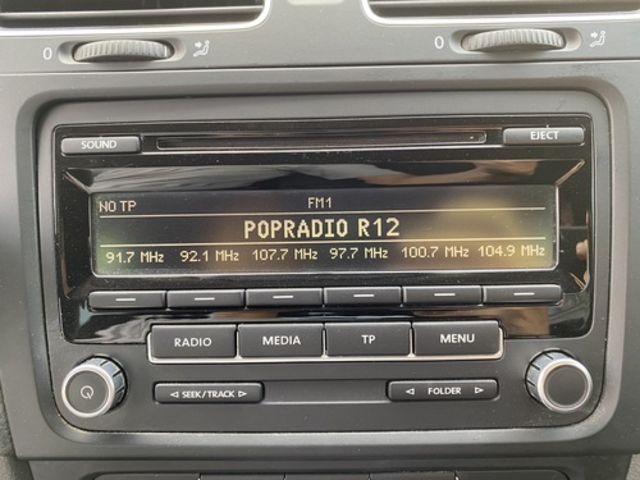 0 0
SOUND EJECT
NO TP FM1
POPRADIO R12
91.7 MHz 92.1 MHz 107.7 MHz 97.7 MHz 100.7 MHz 104.9 MHz
RADIO MEDIA TP MENU
SEEK/TRACK FOLDER